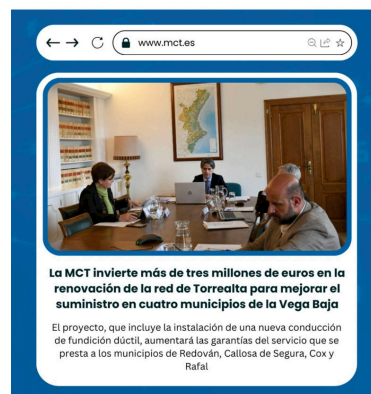 www.mct.es
La MCT invierte más de tres millones de euros en la
renovación de la red de Torrealta para mejorar el
suministro en cuatro municipios de la Vega Baja
El proyecto, que incluye la instalación de una nueva conducción
de fundición dúctil, aumentará las garantías del servicio que se
presta a los municipios de Redován, Callosa de Segura, Cox y
Rafal